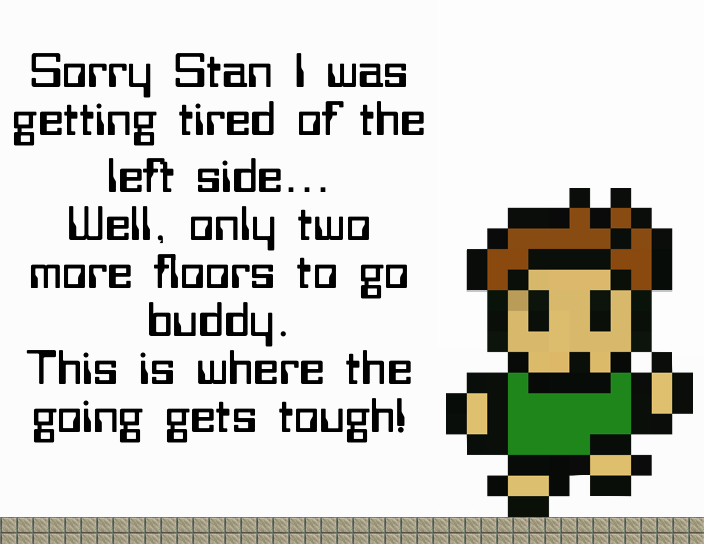 Sorry Stan I was
getting tired of the
left side...
Well, only two
more floors to go
buddy.
This is where the
going gets tough!